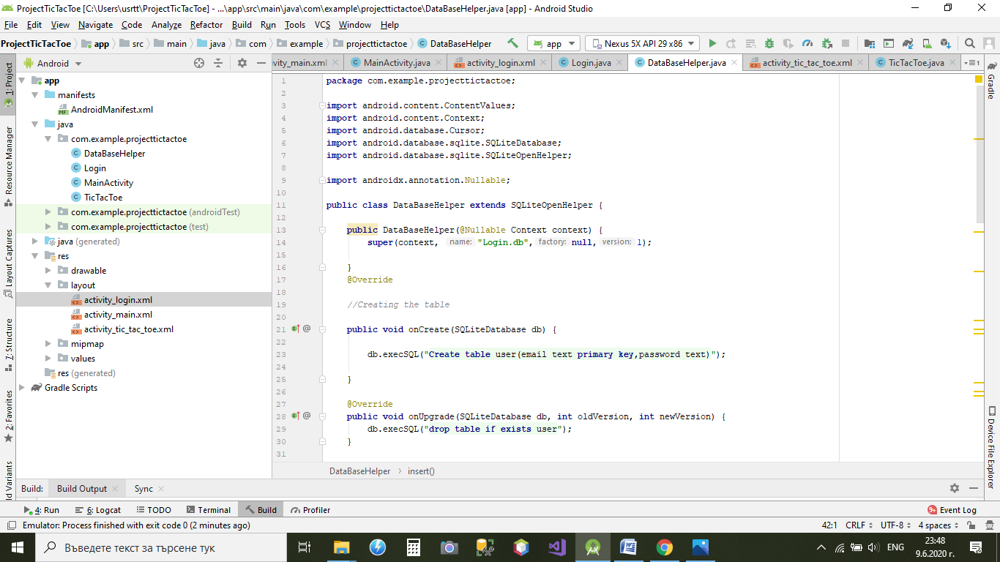 ProjectTicTacToe [C:\Users\usrtt\ProjectTicTacToe] - ...\app\src\main\java\com\example\projecttictactoe\DataBaseHelper.java [app] - Android Studio
File Edit View Navigate Code Analyze Refactor Build Run Tools VCS Window Help
ProjectTicTacToe app src main java com example projecttictactoe DataBaseHelper app Nexus 5X API 29 x86
Android
vity_main.xml MainActivity.java activity_login.xml Login.java DataBaseHelper.java activity_tic_tac_toe.xml TicTacToe.java
1: Project
Resource Manager
Layout Captures
7: Structure
2: Favorites
ld Variants
app
manifests
AndroidManifest.xml
java
com.example.projecttictactoe
DataBaseHelper
Login
MainActivity
TicTacToe
com.example.projecttictactoe (androidTest)
com.example.projecttictactoe (test)
java (generated)
res
drawable
layout
activity_login.xml
activity_main.xml
activity_tic_tac_toe.xml
mipmap
values
res (generated)
Gradle Scripts
1 package com.example.projecttictactoe;
2
3 import android.content.ContentValues;
4 import android.content.Context;
5 import android.database.Cursor;
6 import android.database.sqlite.SQLiteDatabase;
7 import android.database.sqlite.SQLiteOpenHelper;
8
9 import androidx.annotation.Nullable;
10
11 public class DataBaseHelper extends SQLiteOpenHelper {
12
13 public DataBaseHelper(@Nullable Context context) {
14 super(context, name: "Login.db", factory: null, version: 1);
15
16 }
17 @Override
18
19 //Creating the table
20
21 public void onCreate(SQLiteDatabase db) {
22
23 db.execSQL("Create table user(email text primary key,password text)");
24
25 }
26
27 @Override
28 public void onUpgrade(SQLiteDatabase db, int oldVersion, int newVersion) {
29 db.execSQL("drop table if exists user");
30 }
31
Gradle
Device File Explorer
DataBaseHelper insert()
Build: Build Output Sync
4: Run 6: Logcat TODO Terminal Build Profiler 9+ Event Log
Emulator: Process finished with exit code 0 (2 minutes ago) 42:1 CRLF UTF-8 4 spaces
Въведете текст за търсене тук ENG 23:48
9.6.2020 г.